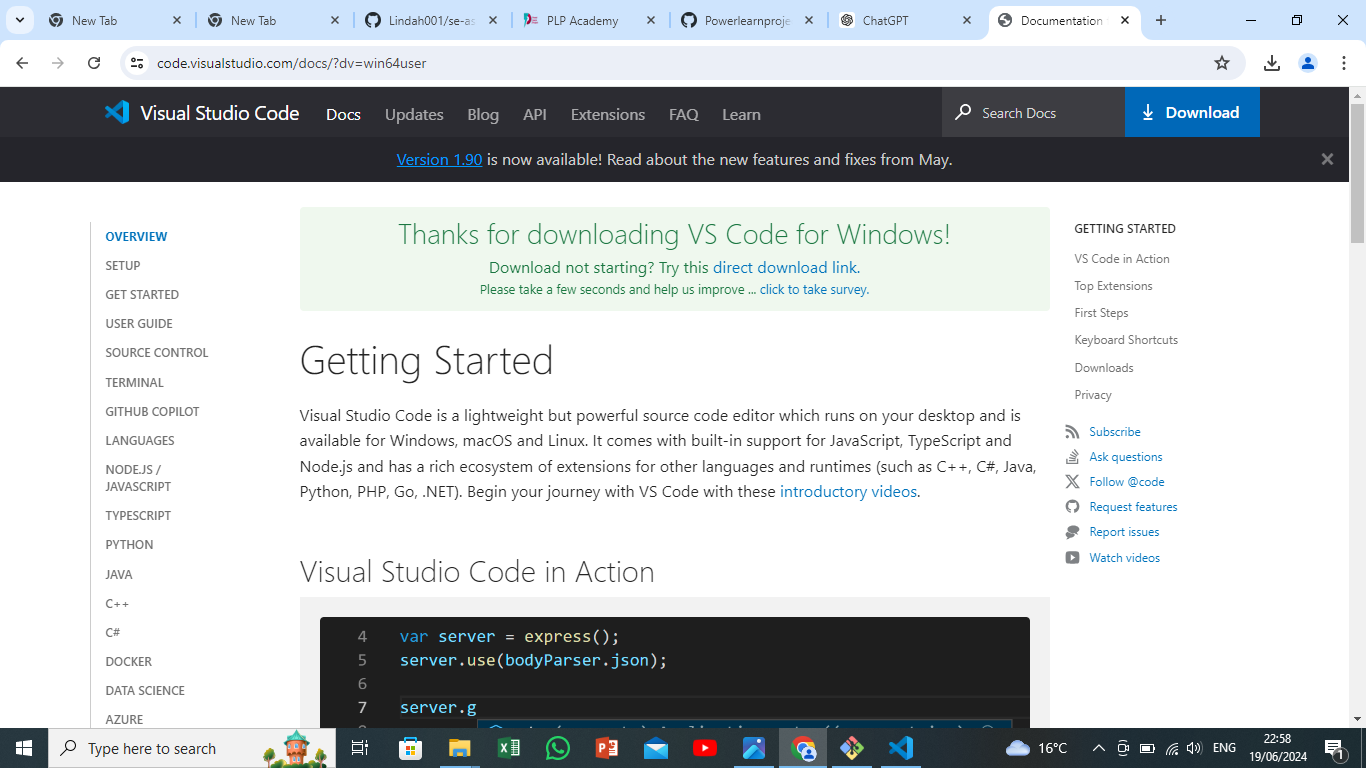 New Tab
New Tab
Lindah001/se-as
PLP Academy
Powerlearnproje
ChatGPT
Documentation
code.visualstudio.com/docs/?dv=win64user
Visual Studio Code
Docs
Updates
Blog
API
Extensions
FAQ
Learn
Search Docs
Download
Version 1.90 is now available! Read about the new features and fixes from May.
OVERVIEW
SETUP
GET STARTED
USER GUIDE
SOURCE CONTROL
TERMINAL
GITHUB COPILOT
LANGUAGES
NODE.JS /
JAVASCRIPT
TYPESCRIPT
PYTHON
JAVA
C++
C#
DOCKER
DATA SCIENCE
AZURE
Thanks for downloading VS Code for Windows!
Download not starting? Try this direct download link.
Please take a few seconds and help us improve ... click to take survey.
Getting Started
Visual Studio Code is a lightweight but powerful source code editor which runs on your desktop and is
available for Windows, macOS and Linux. It comes with built-in support for JavaScript, TypeScript and
Node.js and has a rich ecosystem of extensions for other languages and runtimes (such as C++, C#, Java,
Python, PHP, Go, .NET). Begin your journey with VS Code with these introductory videos.
Visual Studio Code in Action
4 var server = express();
5 server.use(bodyParser.json);
6
7 server.g
GETTING STARTED
VS Code in Action
Top Extensions
First Steps
Keyboard Shortcuts
Downloads
Privacy
Subscribe
Ask questions
Follow @code
Request features
Report issues
Watch videos
Type here to search
16°C
ENG
22:58
19/06/2024
1